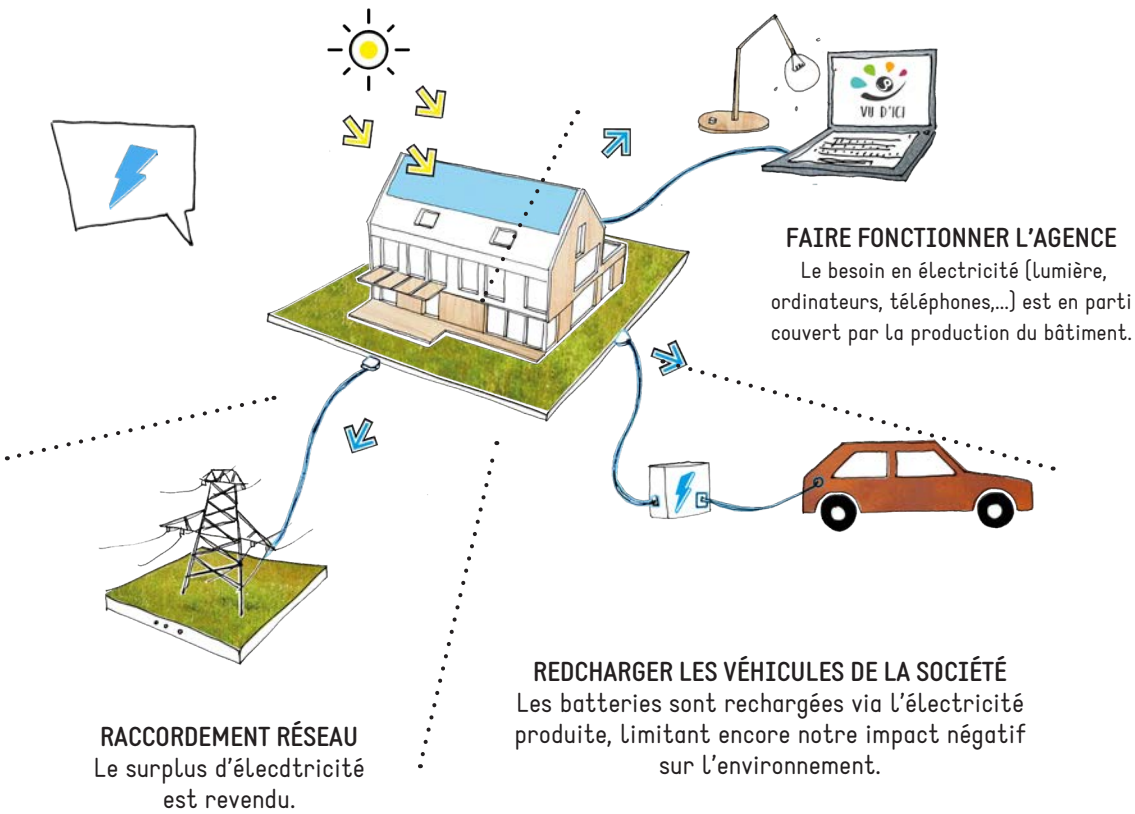 VU D'ICI
FAIRE FONCTIONNER L'AGENCE
Le besoin en électricité (lumière,
ordinateurs, téléphones,...) est en parti
couvert par la production du bâtiment.
REDCHARGER LES VÉHICULES DE LA SOCIÉTÉ
Les batteries sont rechargées via l'électricité
produite, limitant encore notre impact négatif
sur l'environnement.
RACCORDEMENT RÉSEAU
Le surplus d'élecdtricité
est revendu.